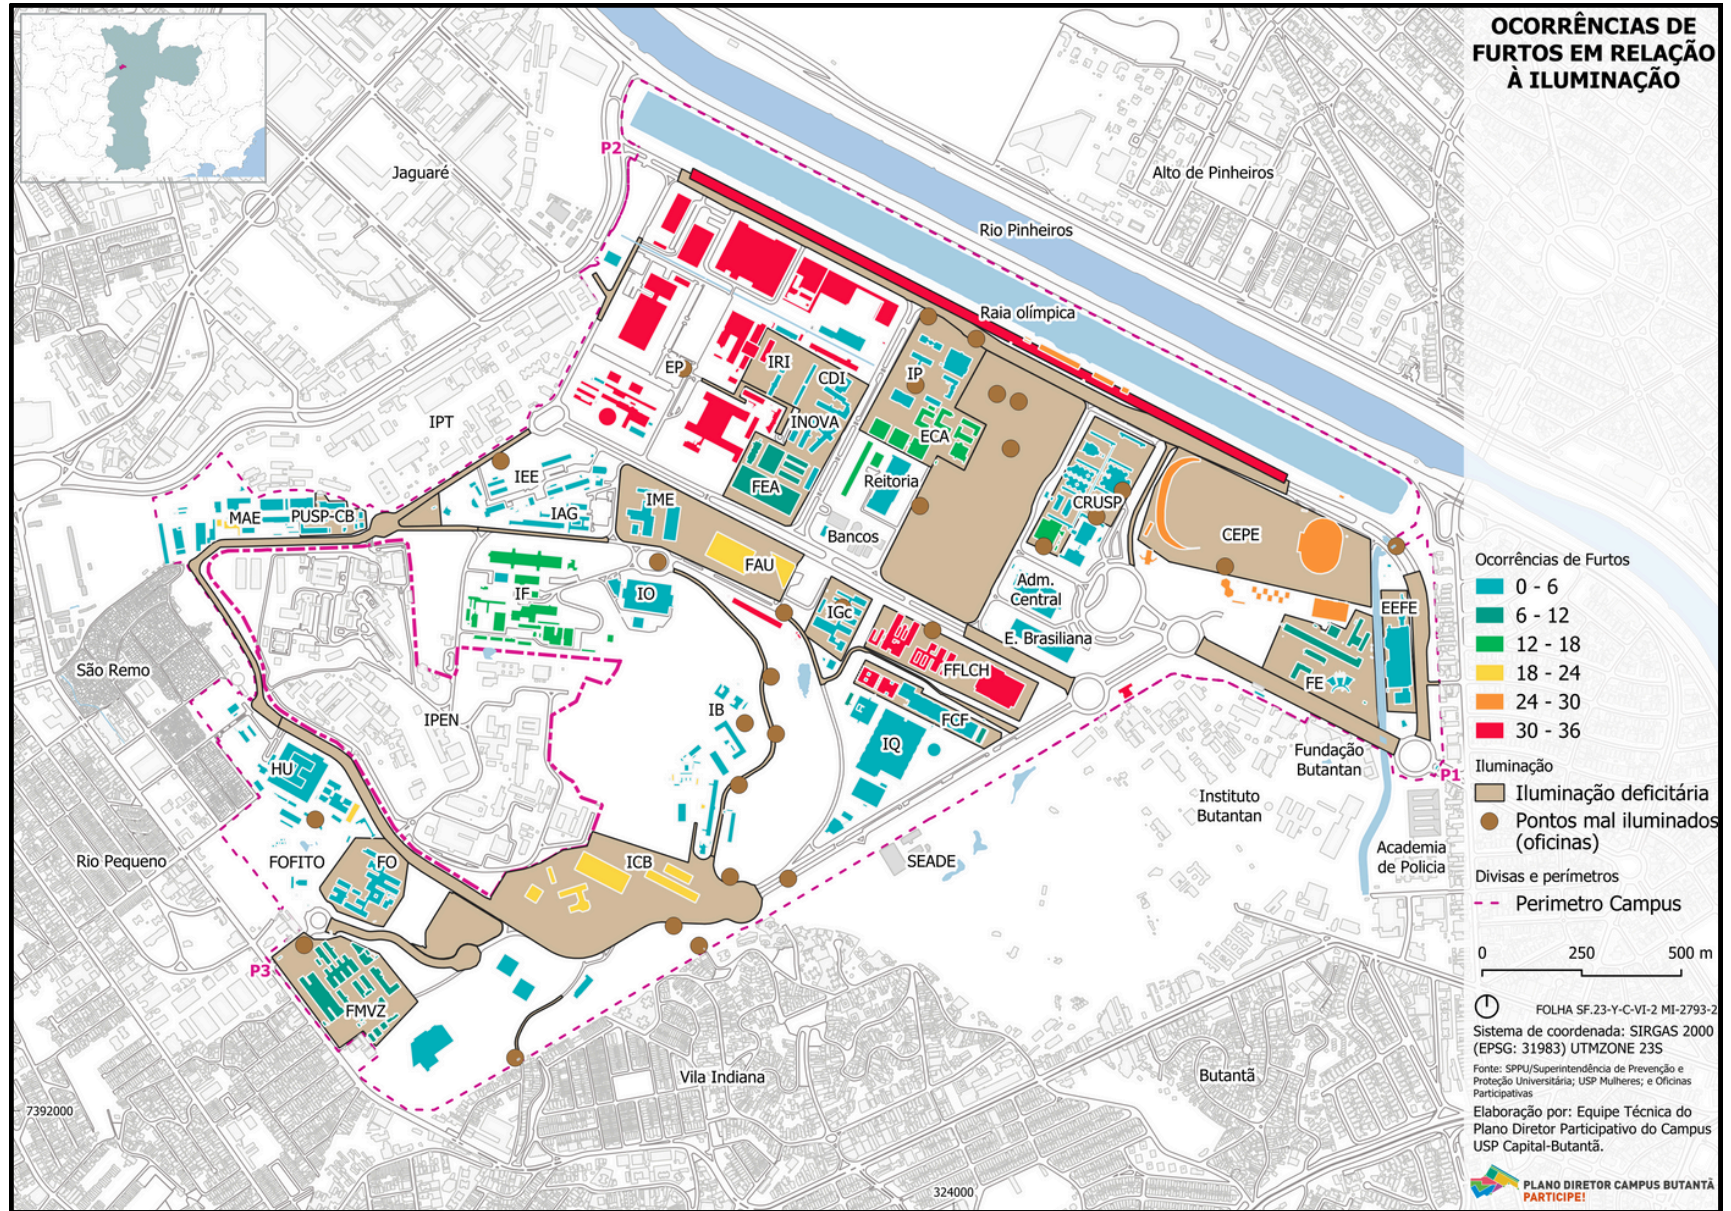 OCORRÊNCIAS DE
FURTOS EM RELAÇÃO
À ILUMINAÇÃO
P2
Jaguaré
Alto de Pinheiros
Rio Pinheiros
Raia olímpica
EP
IRI
CDI
IP
IPT
INOVA
ECA
IEE
FEA
Reitoria
IME
CRUSP
MAE
PUSP-CB
IAG
Bancos
CEPE
FAU
IF
IO
Adm.
Central
IGc
EEFE
E. Brasiliana
São Remo
FFLCH
FE
IPEN
IB
FCF
IQ
HU
Fundação
Butantan
P1
Instituto
Butantan
Rio Pequeno
FOFITO
FO
ICB
SEADE
Academia
de Policia
P3
FMVZ
Vila Indiana
Butantã
7392000
324000
Ocorrências de Furtos
0 - 6
6 - 12
12 - 18
18 - 24
24 - 30
30 - 36
Iluminação
Iluminação deficitária
Pontos mal iluminados
(oficinas)
Divisas e perímetros
Perimetro Campus
0 250 500 m
FOLHA SF.23-Y-C-VI-2 MI-2793-2
Sistema de coordenada: SIRGAS 2000
(EPSG: 31983) UTMZONE 23S
Fonte: SPPU/Superintendência de Prevenção e
Proteção Universitária; USP Mulheres; e Oficinas
Participativas
Elaboração por: Equipe Técnica do
Plano Diretor Participativo do Campus
USP Capital-Butantã.
PLANO DIRETOR CAMPUS BUTANTÃ
PARTICIPE!